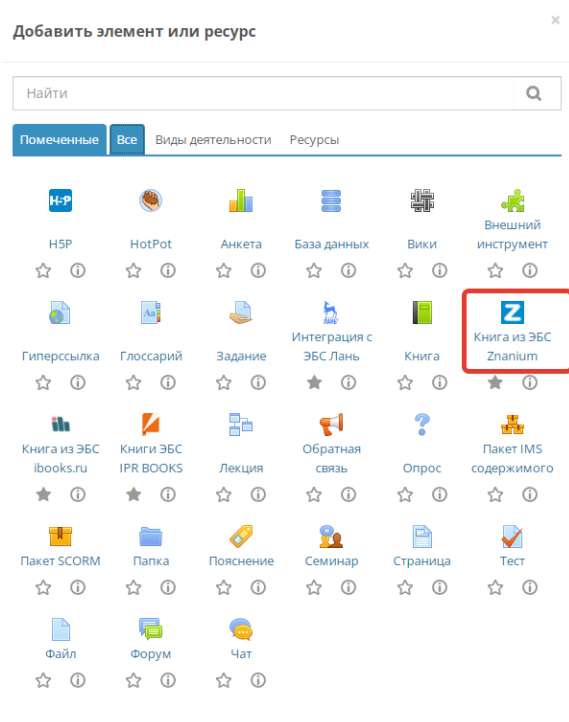 Добавить элемент или ресурс
×
Найти
Помеченные Все Виды деятельности Ресурсы
H5P HotPot Анкета База данных Вики Внешний
инструмент
Гиперссылка Глоссарий Задание Интеграция с
ЭБС Лань Книга Книга из ЭБС
Znanium
Книга из ЭБС
ibooks.ru Книги ЭБС
IPR BOOKS Лекция Обратная
связь Опрос Пакет IMS
содержимого
Пакет SCORM Папка Пояснение Семинар Страница Тест
Файл Форум Чат